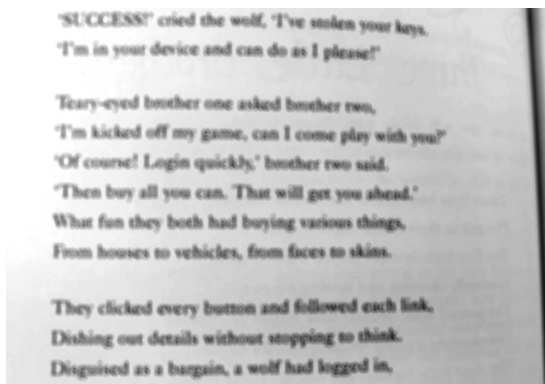 'SUCCESS!' cried the wolf, 'I've stolen your keys.
'I'm in your device and can do as I please!'
Teary-eyed brother one asked brother two,
'I'm kicked off my game, can I come play with you?'
'Of course! Login quickly,' brother two said.
'Then buy all you can. That will get you ahead.'
What fun they both had buying various things,
From houses to vehicles, from faces to skins.
They clicked every button and followed each link,
Dishing out details without stopping to think.
Disguised as a bargain, a wolf had logged in,